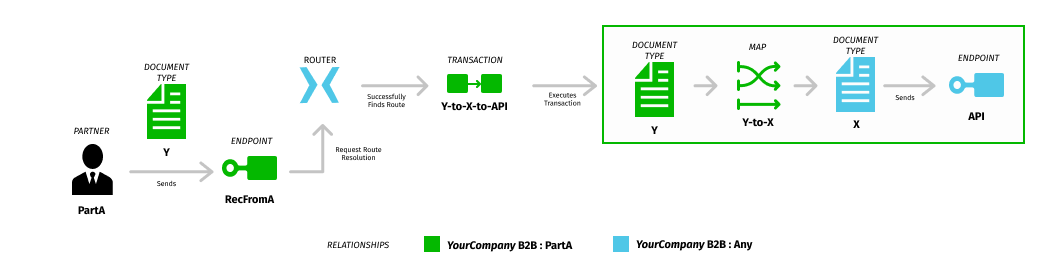 PARTNER
PartA
DOCUMENT
TYPE
Y
Sends
ENDPOINT
RecFromA
Request Route
Resolution
ROUTER
Successfully
Finds Route
TRANSACTION
Y-to-X-to-API
Executes
Transaction
DOCUMENT
TYPE
Y
MAP
Y-to-X
DOCUMENT
TYPE
X
Sends
ENDPOINT
API
RELATIONSHIPS
YourCompany B2B : PartA
YourCompany B2B : Any